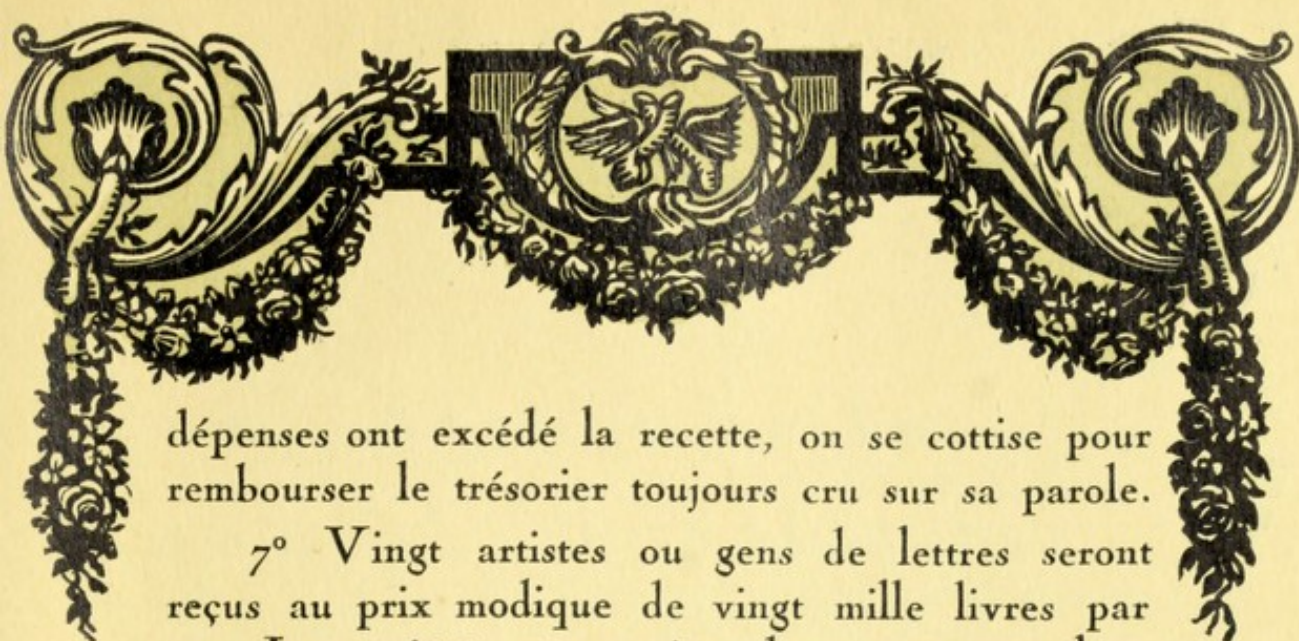 dépenses ont excédé la recette, on se cottise pour
rembourser le trésorier toujours cru sur sa parole.
7° Vingt artistes ou gens de lettres seront
reçus au prix modique de vingt mille livres par